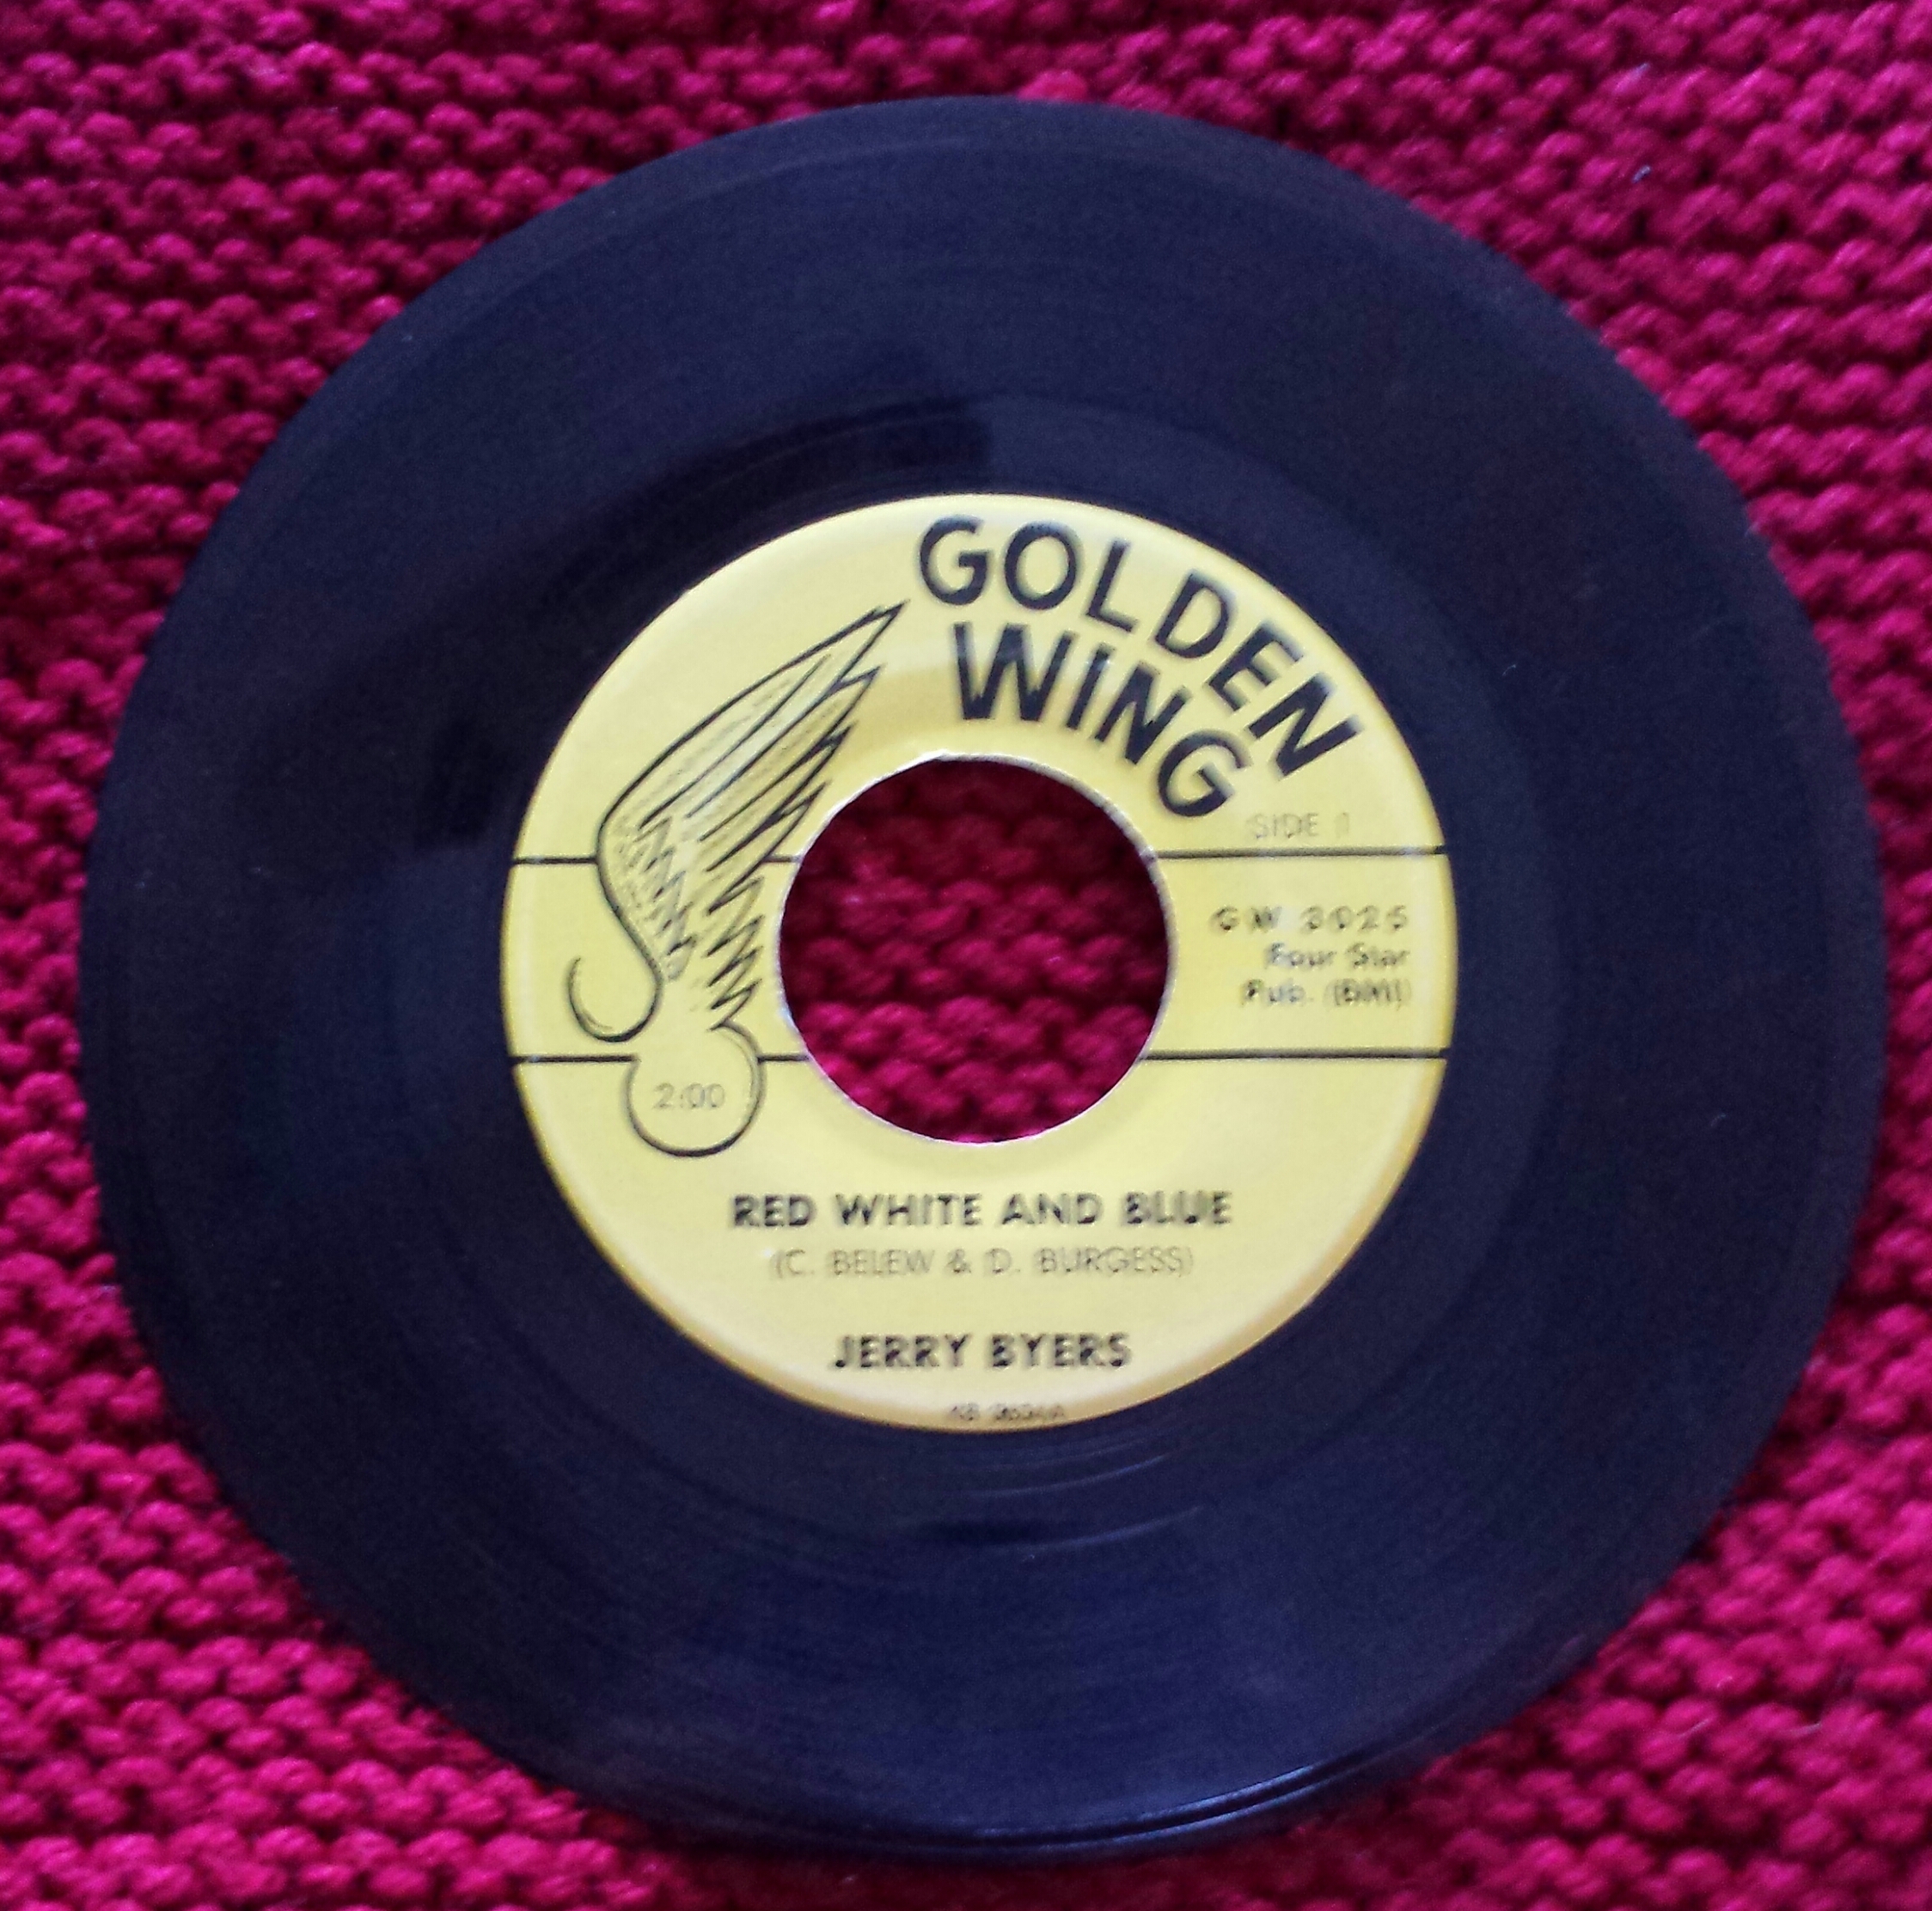 GOLDEN
WING
SIDE 1
GW 3025
Four Star
Pub. (BMI)
2:00
RED WHITE AND BLUE
(C. BELEW & D. BURGESS)
JERRY BYERS